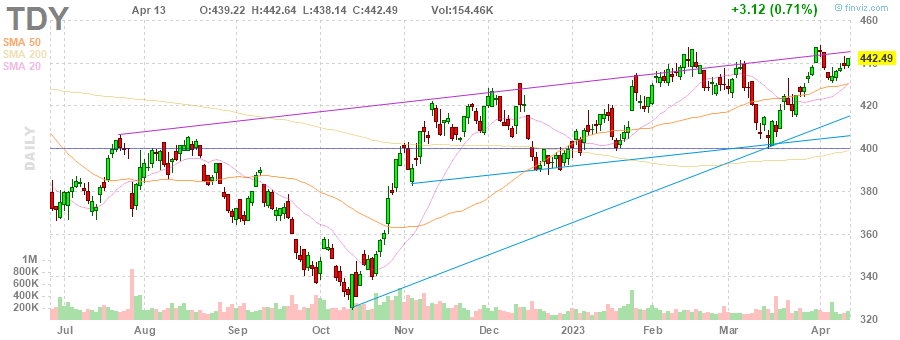 TDY
Apr 13 O:439.22 H:442.64 L:438.14 C:442.49 Vol:154.46K +3.12 (0.71%)
© finviz.com
SMA 50
SMA 200
SMA 20
DAILY
460
442.49
440
420
400
380
360
340
320
1M
800K
600K
400K
200K
Jul Aug Sep Oct Nov Dec 2023 Feb Mar Apr